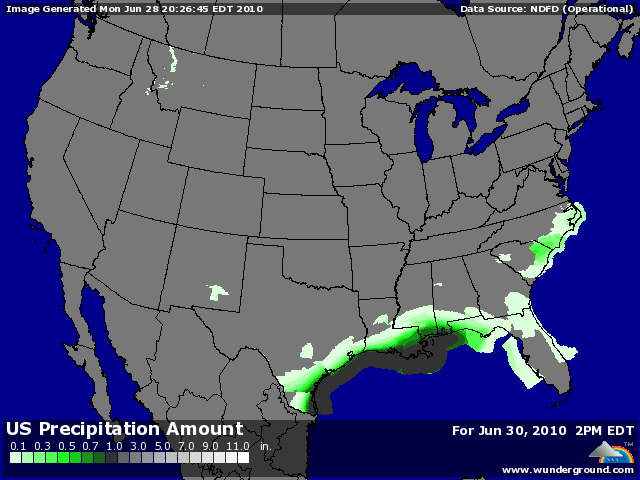 Image Generated Mon Jun 28 20:26:45 EDT 2010 Data Source: NDFD (Operational)
US Precipitation Amount For Jun 30, 2010 2PM EDT
0.1 0.3 0.5 0.7 1.0 3.0 5.0 7.0 9.0 11.0 in.
TM
www.wunderground.com